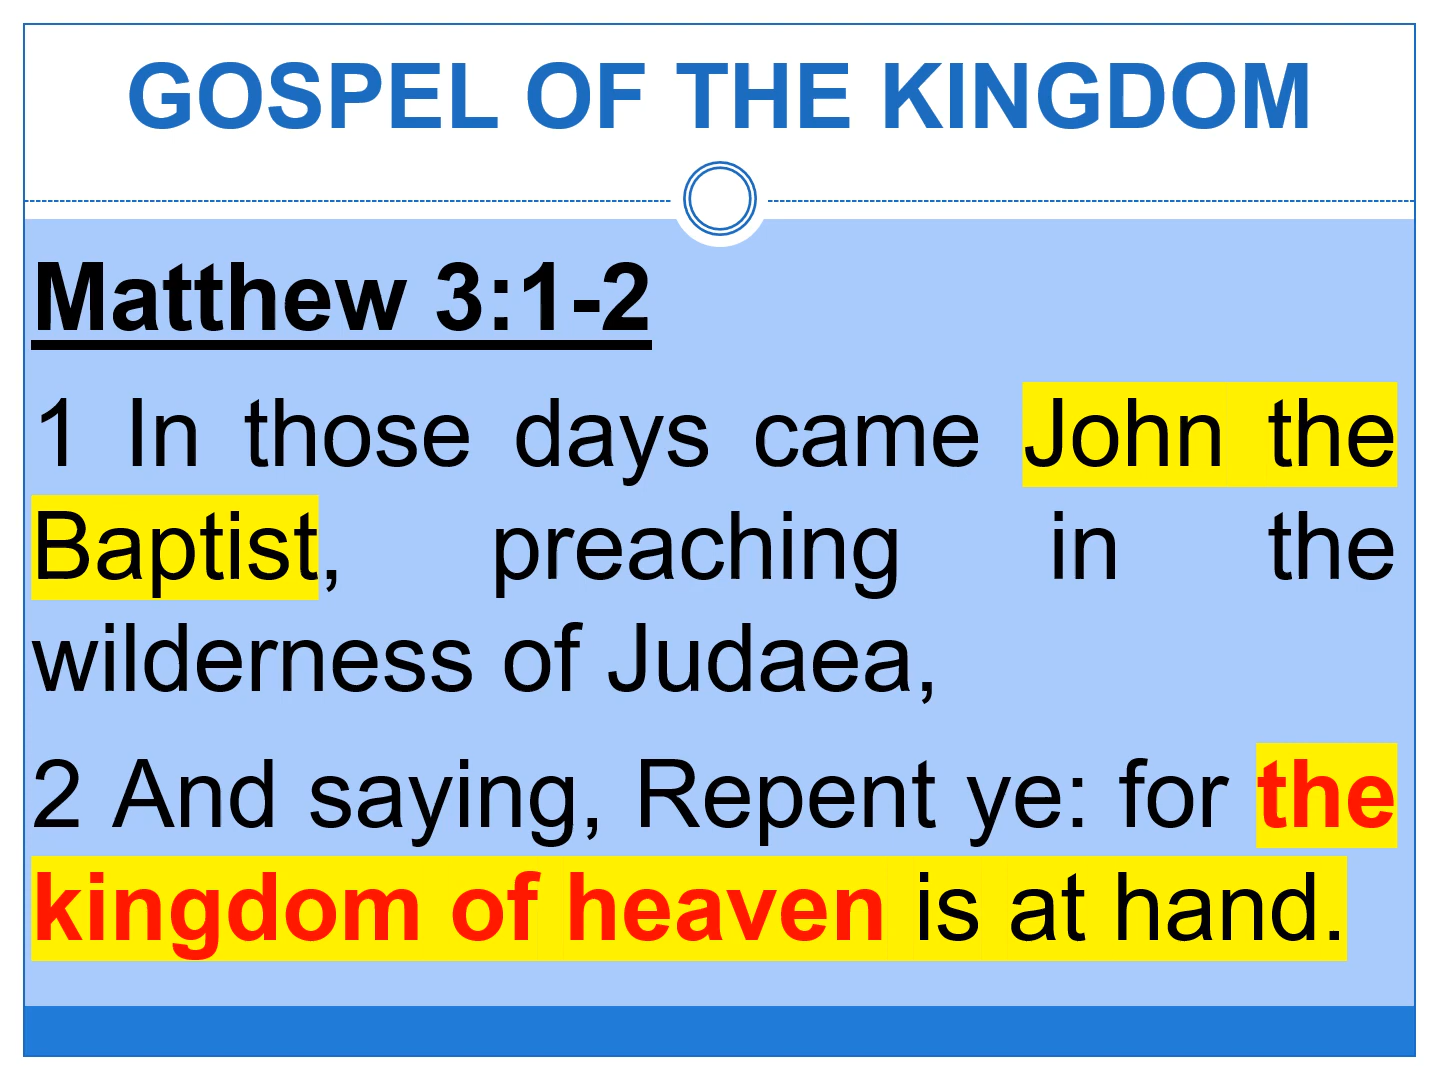 GOSPEL OF THE KINGDOM
Matthew 3:1-2
1 In those days came John the
Baptist, preaching in the
wilderness of Judaea,
2 And saying, Repent ye: for the
kingdom of heaven is at hand.